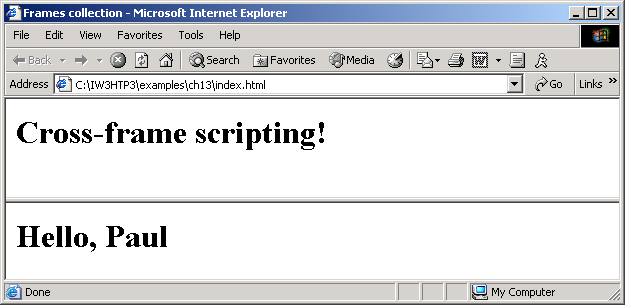 Frames collection - Microsoft Internet Explorer
File Edit View Favorites Tools Help
Back Search Favorites Media
Address C:\IW3HTP3\examples\ch13\index.html Go Links »
Cross-frame scripting!
Hello, Paul
Done My Computer